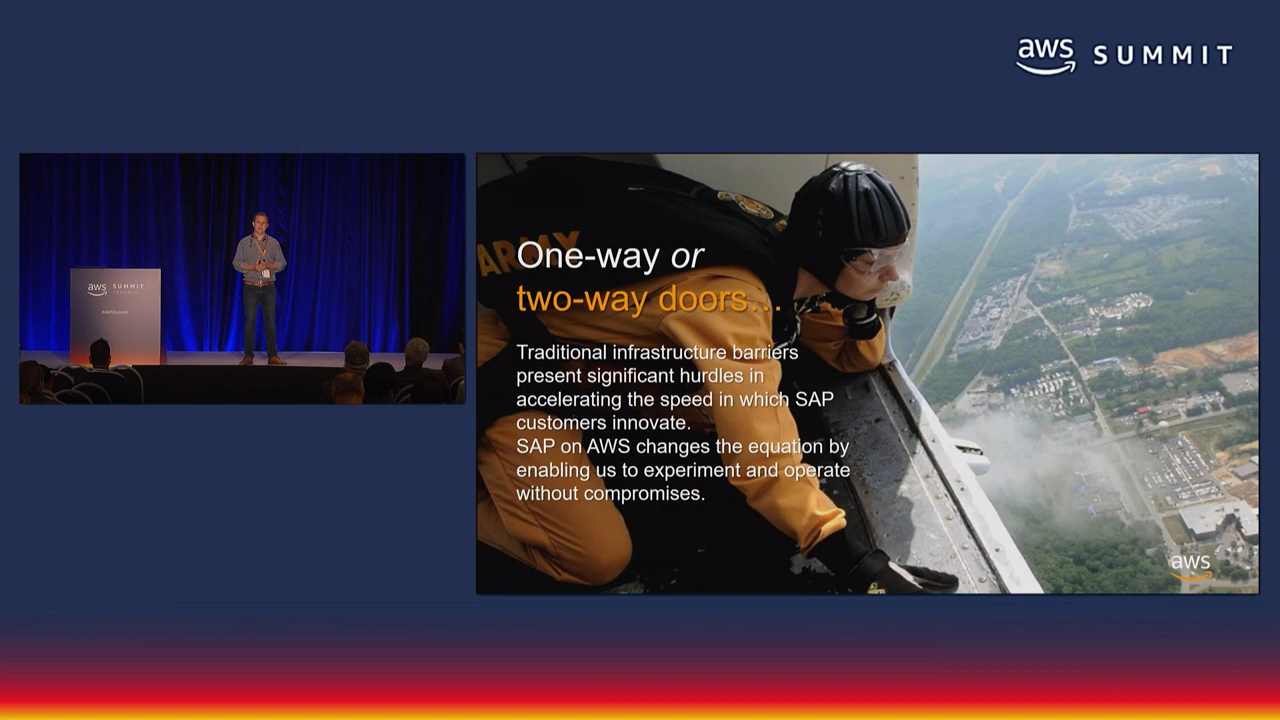 aws SUMMIT
aws SUMMIT
ARMY
One-way or
two-way doors...
Traditional infrastructure barriers
present significant hurdles in
accelerating the speed in which SAP
customers innovate.
SAP on AWS changes the equation by
enabling us to experiment and operate
without compromises.
aws